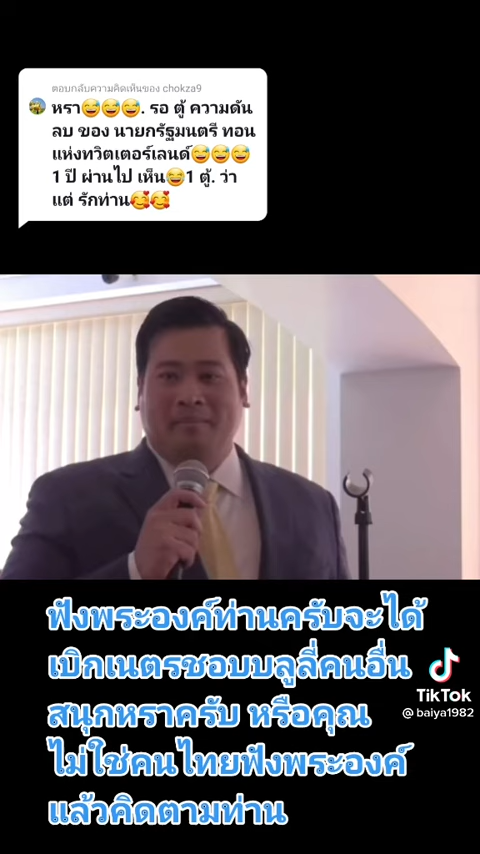 ตอบกลับความคิดเห็นของ chokza9
หรา😅😅😅. รอ ตู้ ความดัน
ลบ ของ นายกรัฐมนตรี ทอน
แห่งทวิตเตอร์เลนด์😅😅😅
1 ปี ผ่านไป เห็น😂1 ตู้. ว่า
แต่ รักท่าน🥰🥰
ฟังพระองค์ท่านครับจะได้
เบิกเนตรชอบบลูลี่คนอื่น
สนุกหราครับ หรือคุณ
ไม่ใช่คนไทยฟังพระองค์
แล้วคิดตามท่าน
TikTok
@baiya1982